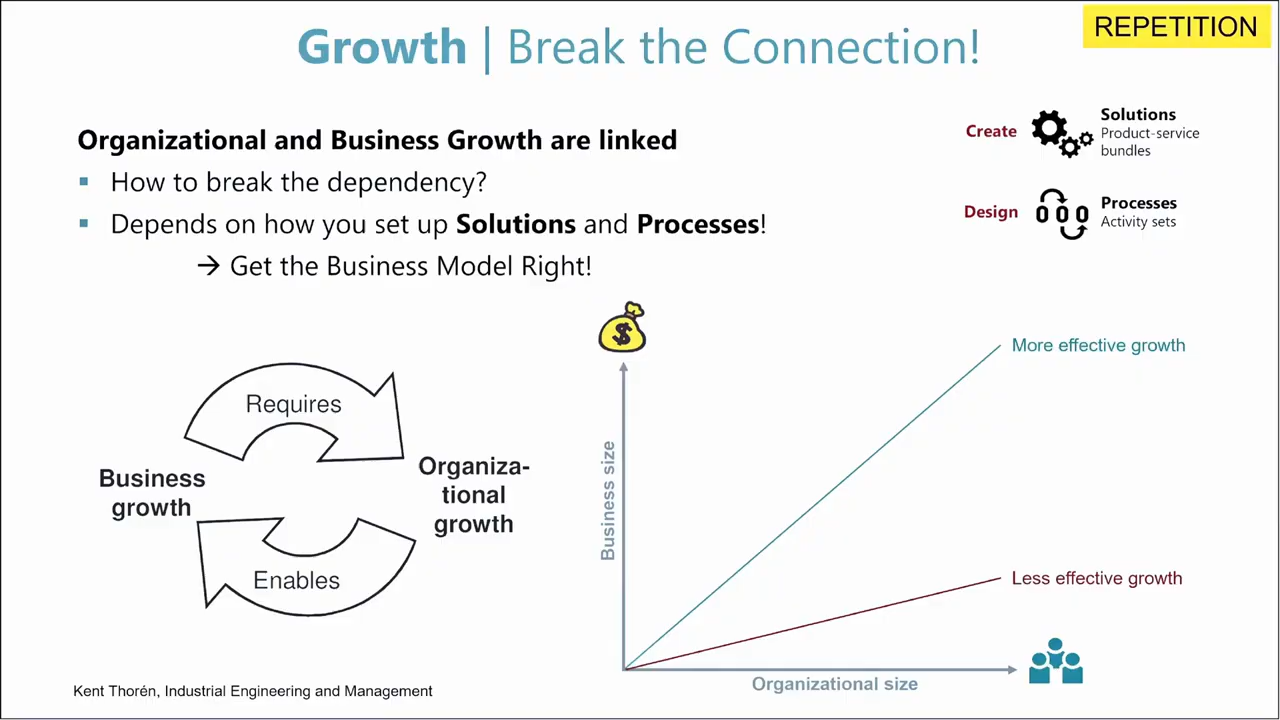 REPETITION
Growth | Break the Connection!
Organizational and Business Growth are linked
▪ How to break the dependency?
▪ Depends on how you set up Solutions and Processes!
→ Get the Business Model Right!
Create
Solutions
Product-service
bundles
Design
Processes
Activity sets
Requires
Business
growth
Organiza-
tional
growth
Enables
$
Business size
More effective growth
Less effective growth
Organizational size
Kent Thorén, Industrial Engineering and Management